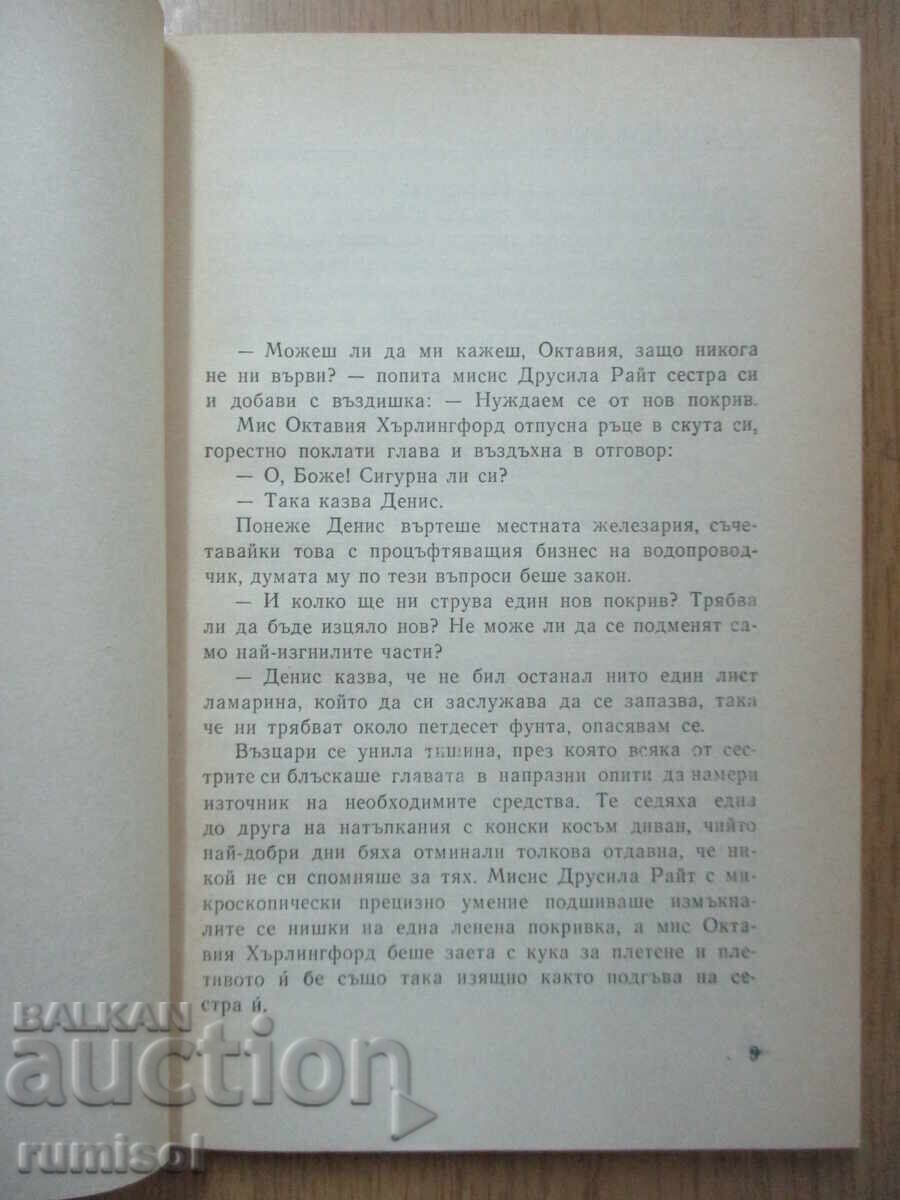 — Можеш ли да ми кажеш, Октавия, защо никога
не ни върви? — попита мисис Друсила Райт сестра си
и добави с въздишка: — Нуждаем се от нов покрив.
Мис Октавия Хърлингфорд отпусна ръце в скута си,
горестно поклати глава и въздъхна в отговор:
— О, Боже! Сигурна ли си?
— Така казва Денис.
Понеже Денис въртеше местната железария, съче-
тавайки това с процъфтяващия бизнес на водопровод-
чик, думата му по тези въпроси беше закон.
— И колко ще ни струва един нов покрив? Трябва
ли да бъде изцяло нов? Не може ли да се подменят са-
мо най-изгнилите части?
— Денис казва, че не бил останал нито един лист
ламарина, който да си заслужава да се запазва, така
че ни трябват около петдесет фунта, опасявам се.
Възцари се унила тишина, през която всяка от сес-
трите си блъскаше главата в напразни опити да намери
източник на необходимите средства. Те седяха една
до друга на натъпкания с конски косъм диван, чийто
най-добри дни бяха отминали толкова отдавна, че ни-
кой не си спомняше за тях. Мисис Друсила Райт с ми-
кроскопически прецизно умение подшиваше измъкна-
лите се нишки на една ленена покривка, а мис Окта-
вия Хърлингфорд беше заета с кука за плетене и пле-
тивото ѝ бе също така изящно както подгъва на се-
стра ѝ.
9
BALKAN
auction
rumisol